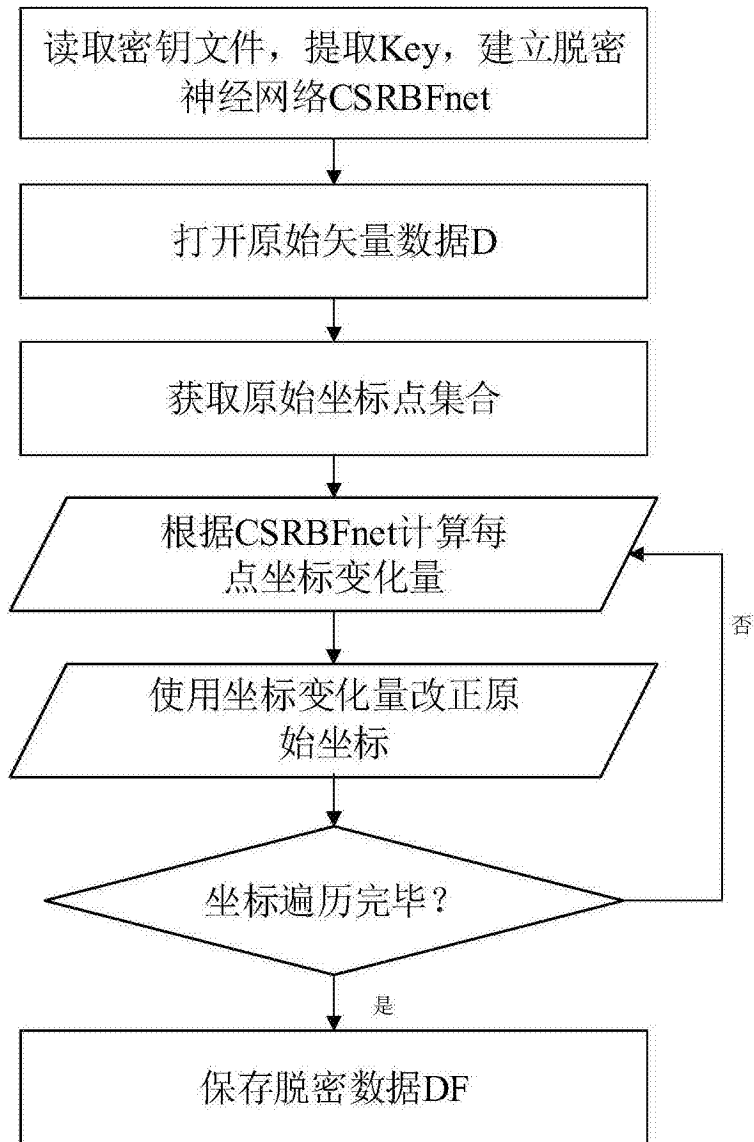 读取密钥文件，提取Key，建立脱密
神经网络CSRBFnet
打开原始矢量数据D
获取原始坐标点集合
根据CSRBFnet计算每
点坐标变化量
否
使用坐标变化量改正原
始坐标
坐标遍历完毕？
是
保存脱密数据DF